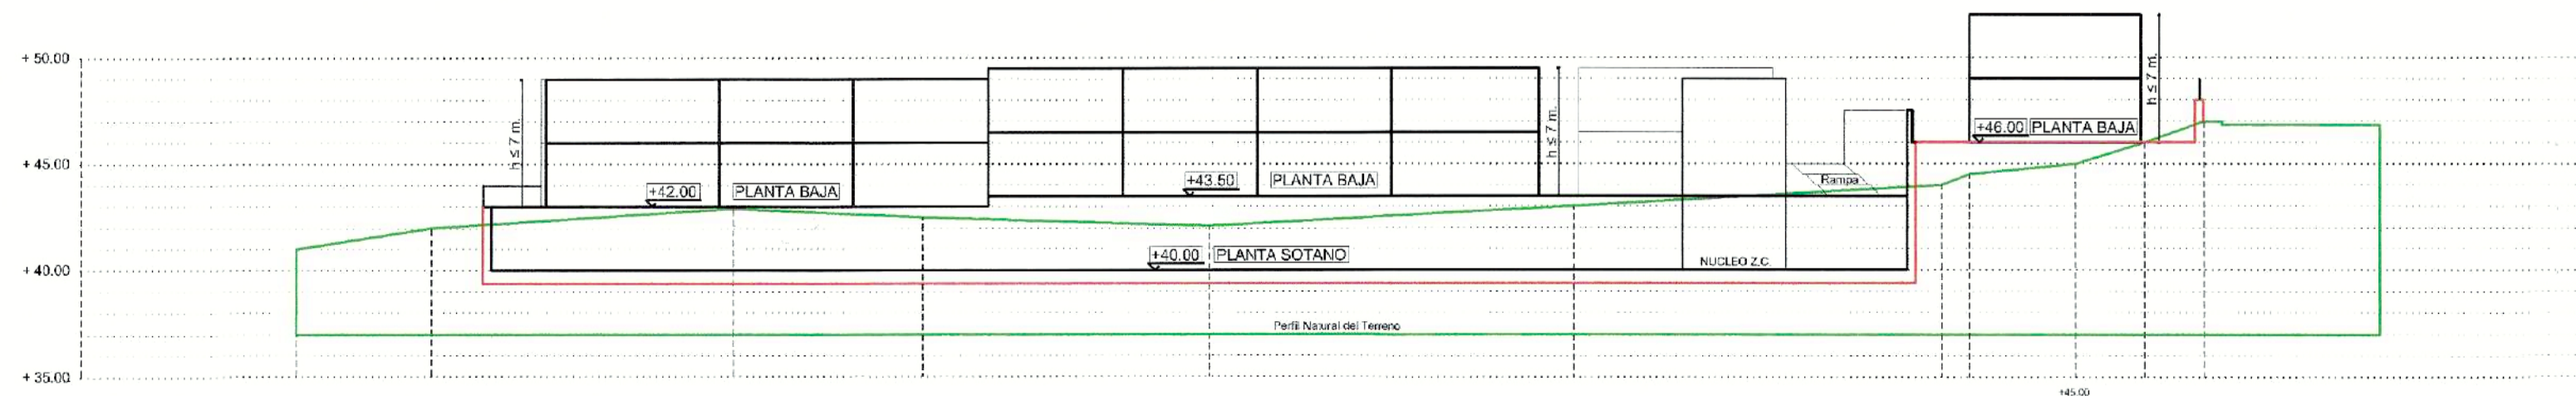 + 50.00
+ 45.00
+ 40.00
+ 35.00
h ≤ 7 m.
+42.00 PLANTA BAJA
+43.50 PLANTA BAJA
h ≤ 7 m.
Rampa
+46.00 PLANTA BAJA
h ≤ 7 m.
+40.00 PLANTA SOTANO
NUCLEO Z.C.
Perfil Natural del Terreno
+45.00